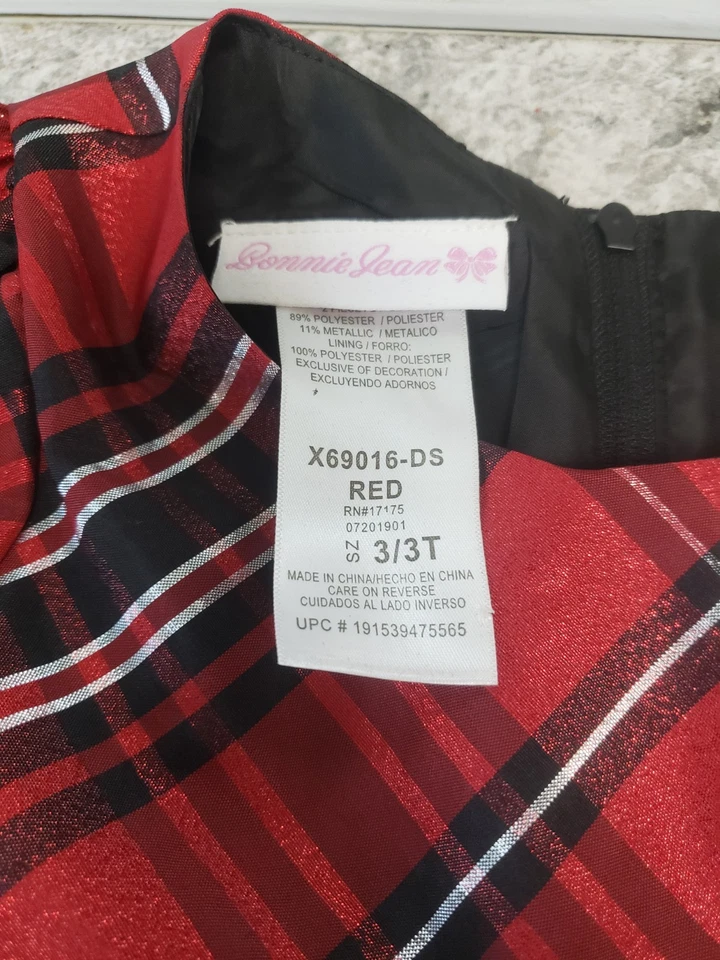 Bonnie Jean
89% POLYESTER / POLIESTER
11% METALLIC / METALICO
LINING / FORRO:
100% POLYESTER / POLIESTER
EXCLUSIVE OF DECORATION /
EXCLUYENDO ADORNOS
X69016-DS
RED
RN#17175
07201901
SZ 3/3T
MADE IN CHINA/HECHO EN CHINA
CARE ON REVERSE
CUIDADOS AL LADO INVERSO
UPC # 191539475565